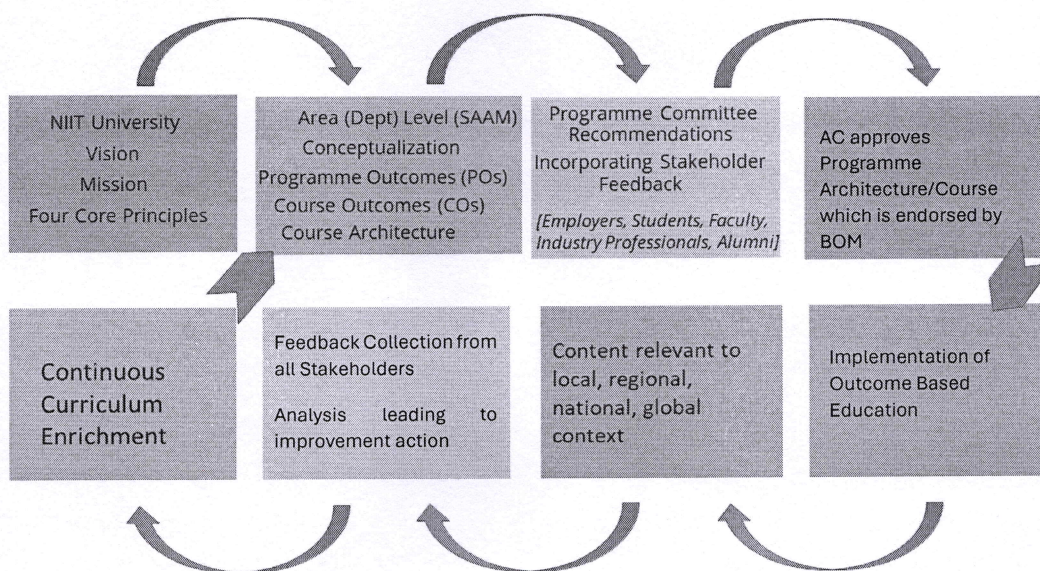 NIIT University
Vision
Mission
Four Core Principles
Area (Dept) Level (SAAM)
Conceptualization
Programme Outcomes (POs)
Course Outcomes (COs)
Course Architecture
Programme Committee
Recommendations
Incorporating Stakeholder
Feedback
[Employers, Students, Faculty,
Industry Professionals, Alumni]
AC approves
Programme
Architecture/Course
which is endorsed by
BOM
Implementation of
Outcome Based
Education
Content relevant to
local, regional,
national, global
context
Feedback Collection from
all Stakeholders
Analysis leading to
improvement action
Continuous
Curriculum
Enrichment